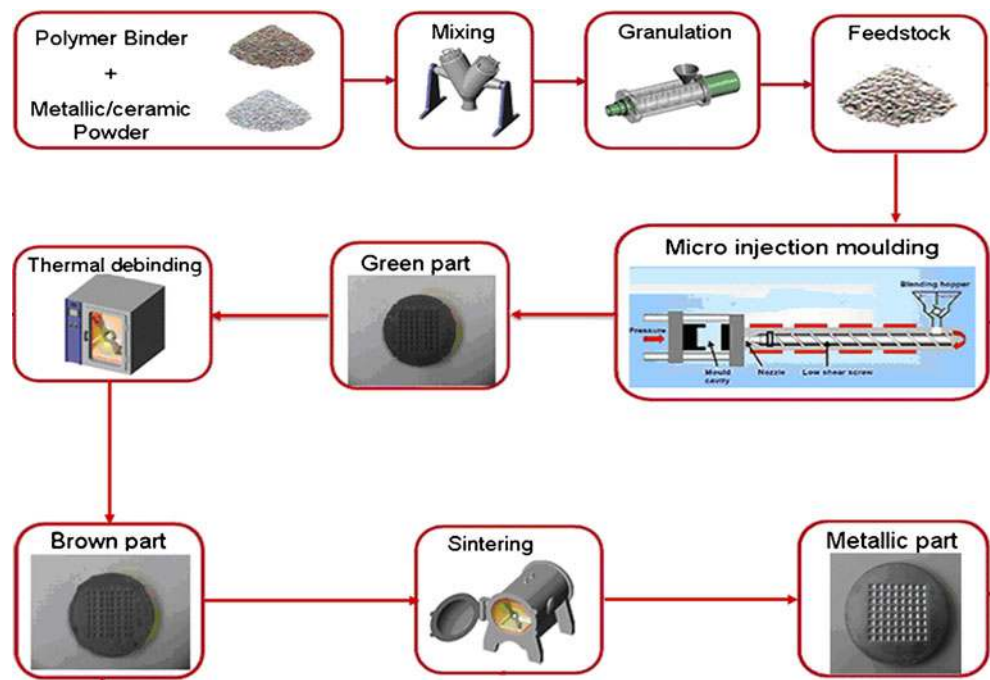 Polymer Binder
+
Metallic/ceramic
Powder
Mixing
Granulation
Feedstock
Micro injection moulding
Blending hopper
Pressure
Mould
cavity
Nozzle
Low shear screw
Green part
Thermal debinding
Brown part
Sintering
Metallic part